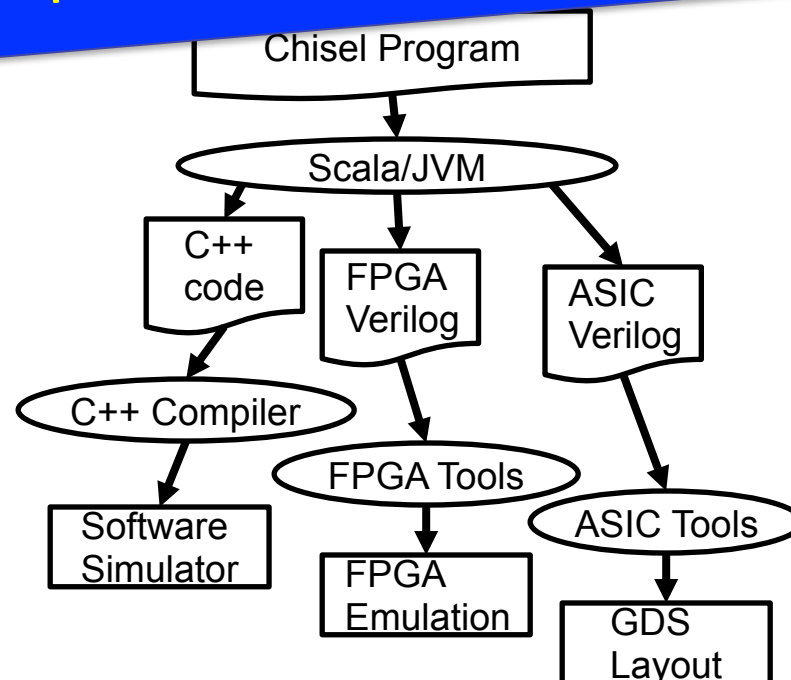 Chisel Program
Scala/JVM
C++
code
FPGA
Verilog
ASIC
Verilog
C++ Compiler
FPGA Tools
ASIC Tools
Software
Simulator
FPGA
Emulation
GDS
Layout